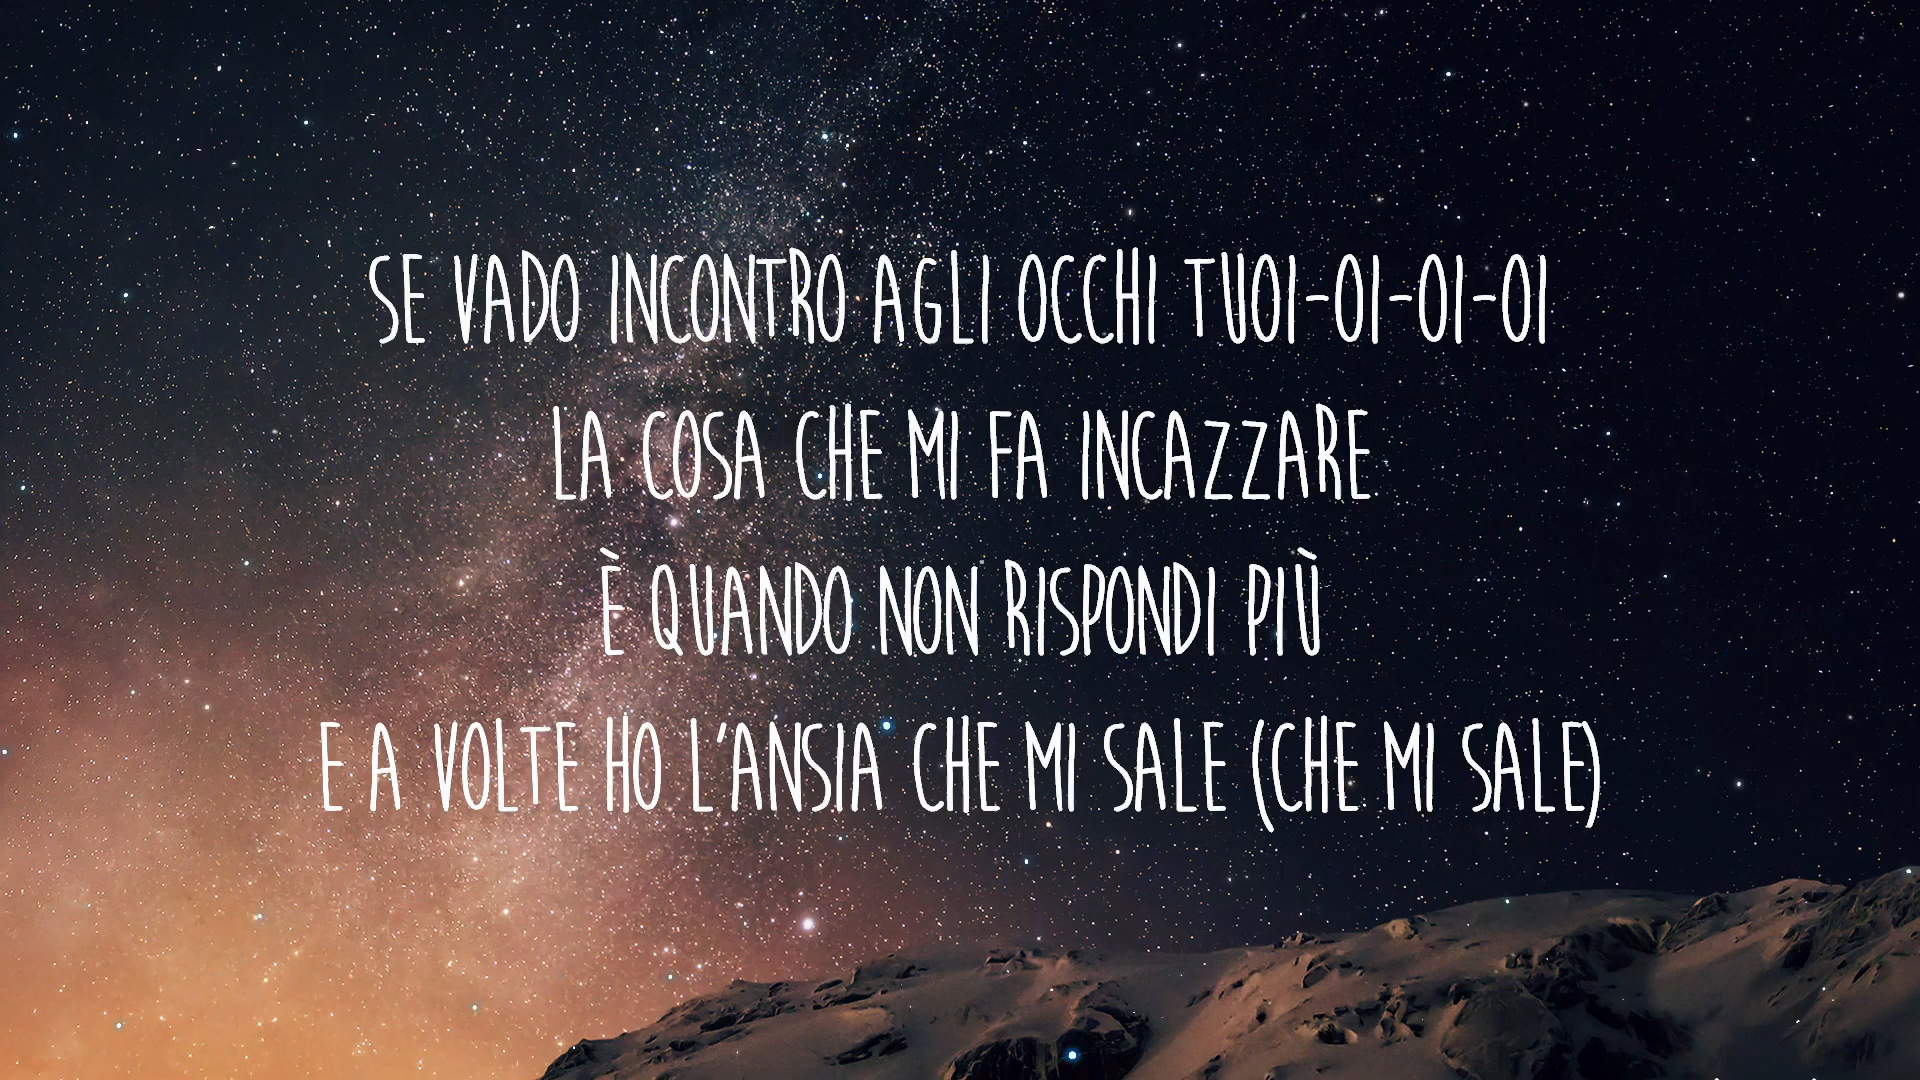 SE VADO INCONTRO AGLI OCCHI TUOI-OI-OI-OI
LA COSA CHE MI FA INCAZZARE
È QUANDO NON RISPONDI PIÙ
E A VOLTE HO L'ANSIA CHE MI SALE (CHE MI SALE)